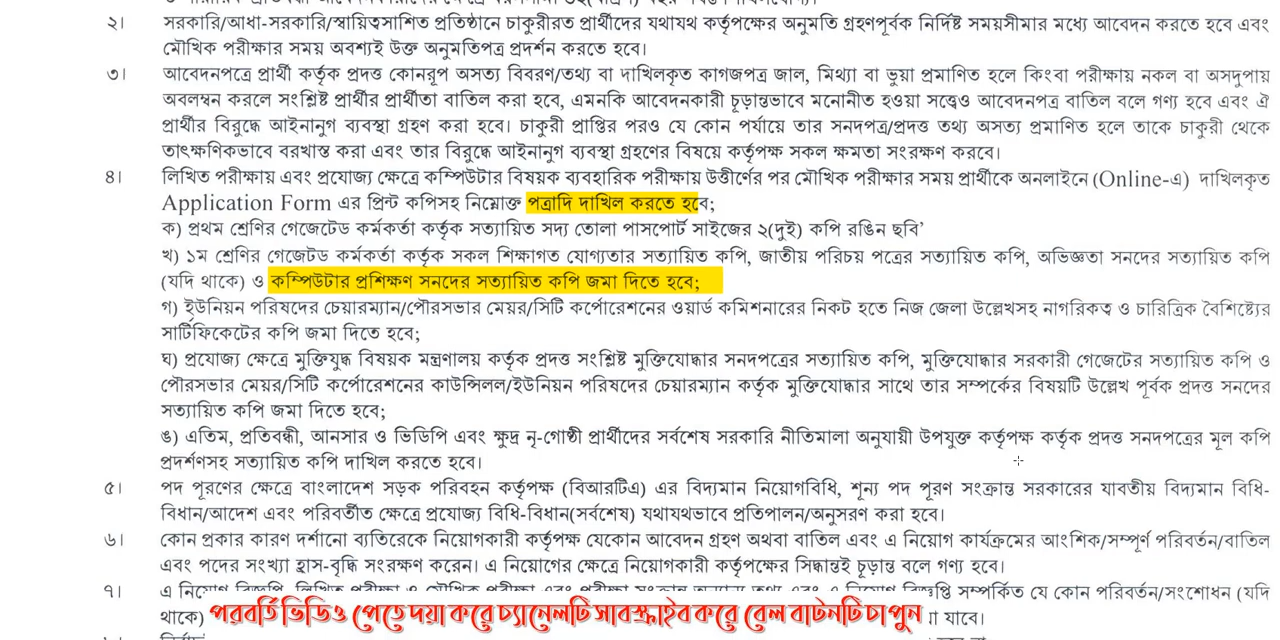 ২। সরকারি/আধা-সরকারি/স্বায়িত্বসাশিত প্রতিষ্ঠানে চাকুরীরত প্রার্থীদের যথাযথ কর্তৃপক্ষের অনুমতি গ্রহণপূর্বক নির্দিষ্ট সময়সীমার মধ্যে আবেদন করতে হবে এবং
মৌখিক পরীক্ষার সময় অবশ্যই উক্ত অনুমতিপত্র প্রদর্শন করতে হবে।
৩। আবেদনপত্রে প্রার্থী কর্তৃক প্রদত্ত কোনরূপ অসত্য বিবরণ/তথ্য বা দাখিলকৃত কাগজপত্র জাল, মিথ্যা বা ভুয়া প্রমাণিত হলে কিংবা পরীক্ষায় নকল বা অসদুপায়
অবলম্বন করলে সংশ্লিষ্ট প্রার্থীর প্রার্থীতা বাতিল করা হবে, এমনকি আবেদনকারী চূড়ান্তভাবে মনোনীত হওয়া সত্ত্বেও আবেদনপত্র বাতিল বলে গণ্য হবে এবং ঐ
প্রার্থীর বিরুদ্ধে আইনানুগ ব্যবস্থা গ্রহণ করা হবে। চাকুরী প্রাপ্তির পরও যে কোন পর্যায়ে তার সনদপত্র/প্রদত্ত তথ্য অসত্য প্রমাণিত হলে তাকে চাকুরী থেকে
তাৎক্ষণিকভাবে বরখাস্ত করা এবং তার বিরুদ্ধে আইনানুগ ব্যবস্থা গ্রহণের বিষয়ে কর্তৃপক্ষ সকল ক্ষমতা সংরক্ষণ করবে।
৪। লিখিত পরীক্ষায় এবং প্রযোজ্য ক্ষেত্রে কম্পিউটার বিষয়ক ব্যবহারিক পরীক্ষায় উত্তীর্ণের পর মৌখিক পরীক্ষার সময় প্রার্থীকে অনলাইনে (Online-এ) দাখিলকৃত
Application Form এর প্রিন্ট কপিসহ নিম্নোক্ত পত্রাদি দাখিল করতে হবে;
ক) প্রথম শ্রেণির গেজেটেড কর্মকর্তা কর্তৃক সত্যায়িত সদ্য তোলা পাসপোর্ট সাইজের ২(দুই) কপি রঙিন ছবি’
খ) ১ম শ্রেণির গেজেটড কর্মকর্তা কর্তৃক সকল শিক্ষাগত যোগ্যতার সত্যায়িত কপি, জাতীয় পরিচয় পত্রের সত্যায়িত কপি, অভিজ্ঞতা সনদের সত্যায়িত কপি
(যদি থাকে) ও কম্পিউটার প্রশিক্ষণ সনদের সত্যায়িত কপি জমা দিতে হবে;
গ) ইউনিয়ন পরিষদের চেয়ারম্যান/পৌরসভার মেয়র/সিটি কর্পোরেশনের ওয়ার্ড কমিশনারের নিকট হতে নিজ জেলা উল্লেখসহ নাগরিকত্ব ও চারিত্রিক বৈশিষ্ট্যের
সার্টিফিকেটের কপি জমা দিতে হবে;
ঘ) প্রযোজ্য ক্ষেত্রে মুক্তিযুদ্ধ বিষয়ক মন্ত্রণালয় কর্তৃক প্রদত্ত সংশ্লিষ্ট মুক্তিযোদ্ধার সনদপত্রের সত্যায়িত কপি, মুক্তিযোদ্ধার সরকারী গেজেটের সত্যায়িত কপি ও
পৌরসভার মেয়র/সিটি কর্পোরেশনের কাউন্সিলল/ইউনিয়ন পরিষদের চেয়ারম্যান কর্তৃক মুক্তিযোদ্ধার সাথে তার সম্পর্কের বিষয়টি উল্লেখ পূর্বক প্রদত্ত সনদের
সত্যায়িত কপি জমা দিতে হবে;
ঙ) এতিম, প্রতিবন্ধী, আনসার ও ভিডিপি এবং ক্ষুদ্র নৃ-গোষ্ঠী প্রার্থীদের সর্বশেষ সরকারি নীতিমালা অনুযায়ী উপযুক্ত কর্তৃপক্ষ কর্তৃক প্রদত্ত সনদপত্রের মূল কপি
প্রদর্শনসহ সত্যায়িত কপি দাখিল করতে হবে।
৫। পদ পূরণের ক্ষেত্রে বাংলাদেশ সড়ক পরিবহন কর্তৃপক্ষ (বিআরটিএ) এর বিদ্যমান নিয়োগবিধি, শূন্য পদ পূরণ সংক্রান্ত সরকারের যাবতীয় বিদ্যমান বিধি-
বিধান/আদেশ এবং পরিবর্তীত ক্ষেত্রে প্রযোজ্য বিধি-বিধান(সর্বশেষ) যথাযথভাবে প্রতিপালন/অনুসরণ করা হবে।
৬। কোন প্রকার কারণ দর্শানো ব্যতিরেকে নিয়োগকারী কর্তৃপক্ষ যেকোন আবেদন গ্রহণ অথবা বাতিল এবং এ নিয়োগ কার্যক্রমের আংশিক/সম্পূর্ণ পরিবর্তন/বাতিল
এবং পদের সংখ্যা হ্রাস-বৃদ্ধি সংরক্ষণ করেন। এ নিয়োগের ক্ষেত্রে নিয়োগকারী কর্তৃপক্ষের সিদ্ধান্তই চূড়ান্ত বলে গণ্য হবে।
৭। এ নিয়োগ বিজ্ঞপ্তি, লিখিত পরীক্ষা ও মৌখিক পরীক্ষা এবং পরীক্ষা সংক্রান্ত সম্পর্কিত যে কোন পরিবর্তন/সংশোধন (যদি
থাকে) পরবর্তি ভিডিও পেতে দয়া করে চ্যানেলটি সাবস্ক্রাইব করে বেল বাটনটি চাপুন যাবে।